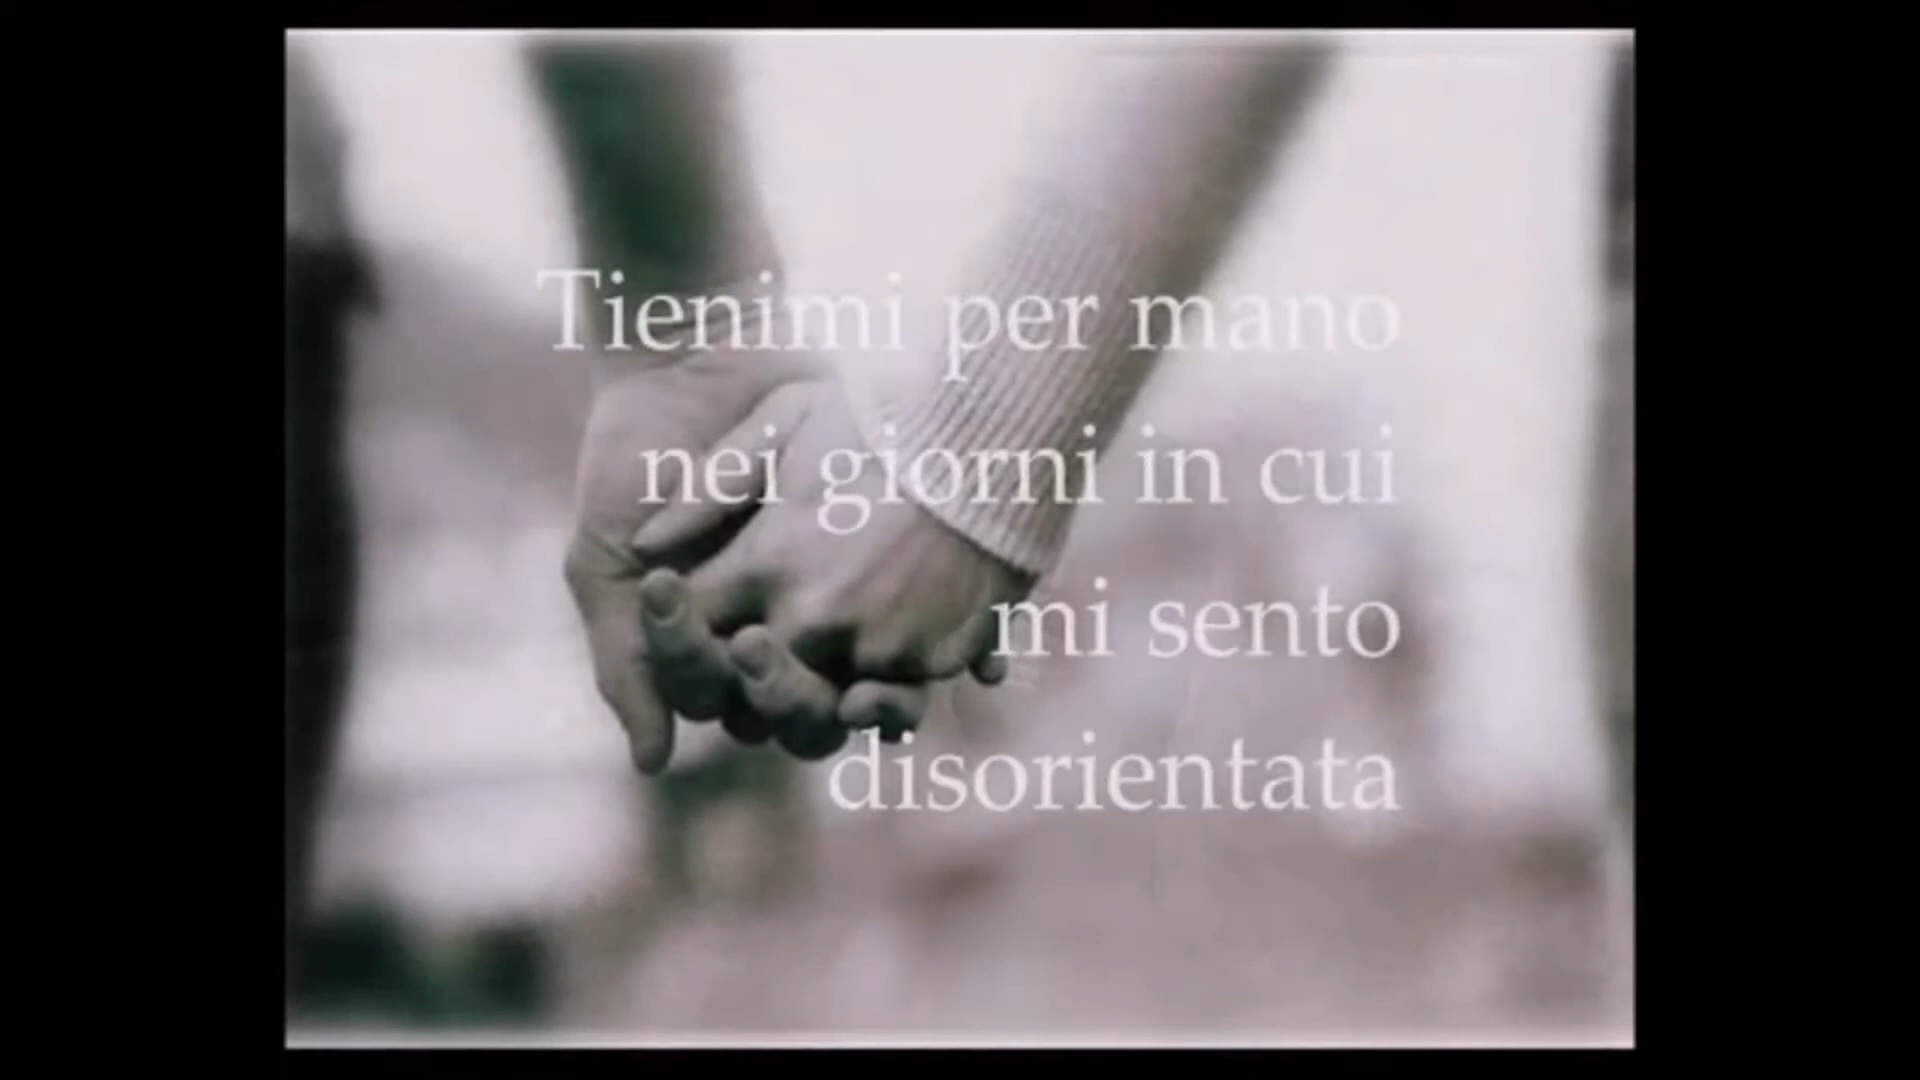 Tienimi per mano
nei giorni in cui
mi sento
disorientata